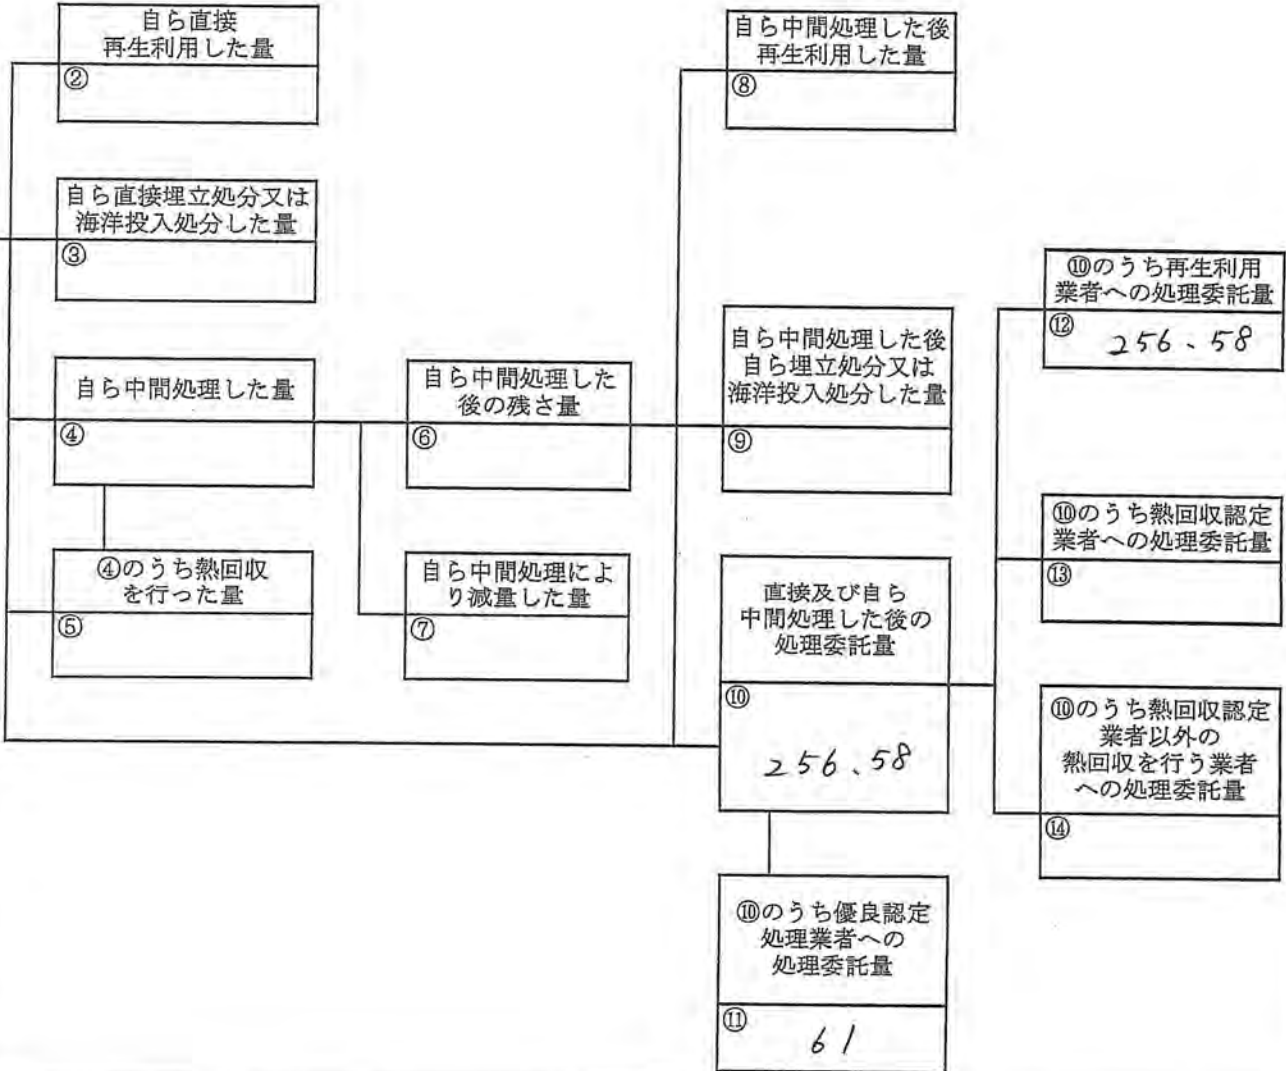 自ら直接
再生利用した量
②
自ら直接埋立処分又は
海洋投入処分した量
③
自ら中間処理した量
④
④のうち熱回収
を行った量
⑤
自ら中間処理した
後の残さ量
⑥
自ら中間処理によ
り減量した量
⑦
自ら中間処理した後
再生利用した量
⑧
自ら中間処理した後
自ら埋立処分又は
海洋投入処分した量
⑨
直接及び自ら
中間処理した後の
処理委託量
⑩
256、58
⑩のうち優良認定
処理業者への
処理委託量
⑪
61
⑩のうち再生利用
業者への処理委託量
⑫
256、58
⑩のうち熱回収認定
業者への処理委託量
⑬
⑩のうち熱回収認定
業者以外の
熱回収を行う業者
への処理委託量
⑭